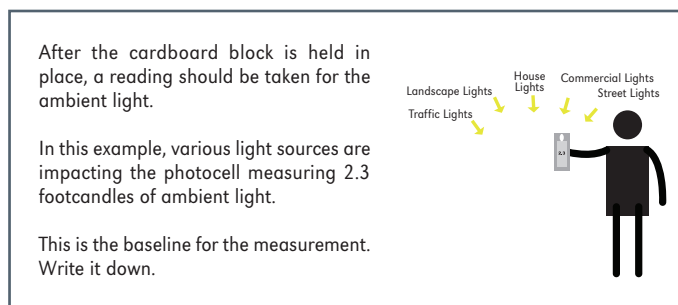 After the cardboard block is held in
place, a reading should be taken for the
ambient light.
In this example, various light sources are
impacting the photocell measuring 2.3
footcandles of ambient light.
This is the baseline for the measurement.
Write it down.
House
Lights
Commercial Lights
Landscape Lights
Street Lights
Traffic Lights
2.3